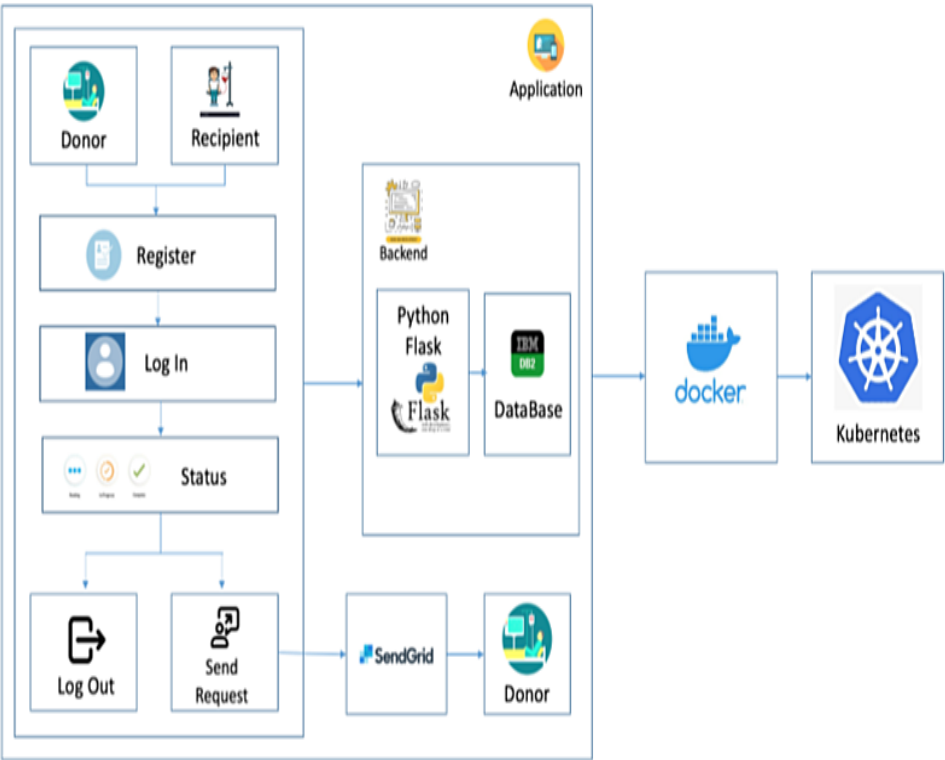 Application
Donor
Recipient
Register
Log In
Status
Log Out
Send
Request
Backend
Python
Flask
Flask
IBM
DB2
DataBase
SendGrid
Donor
docker
Kubernetes